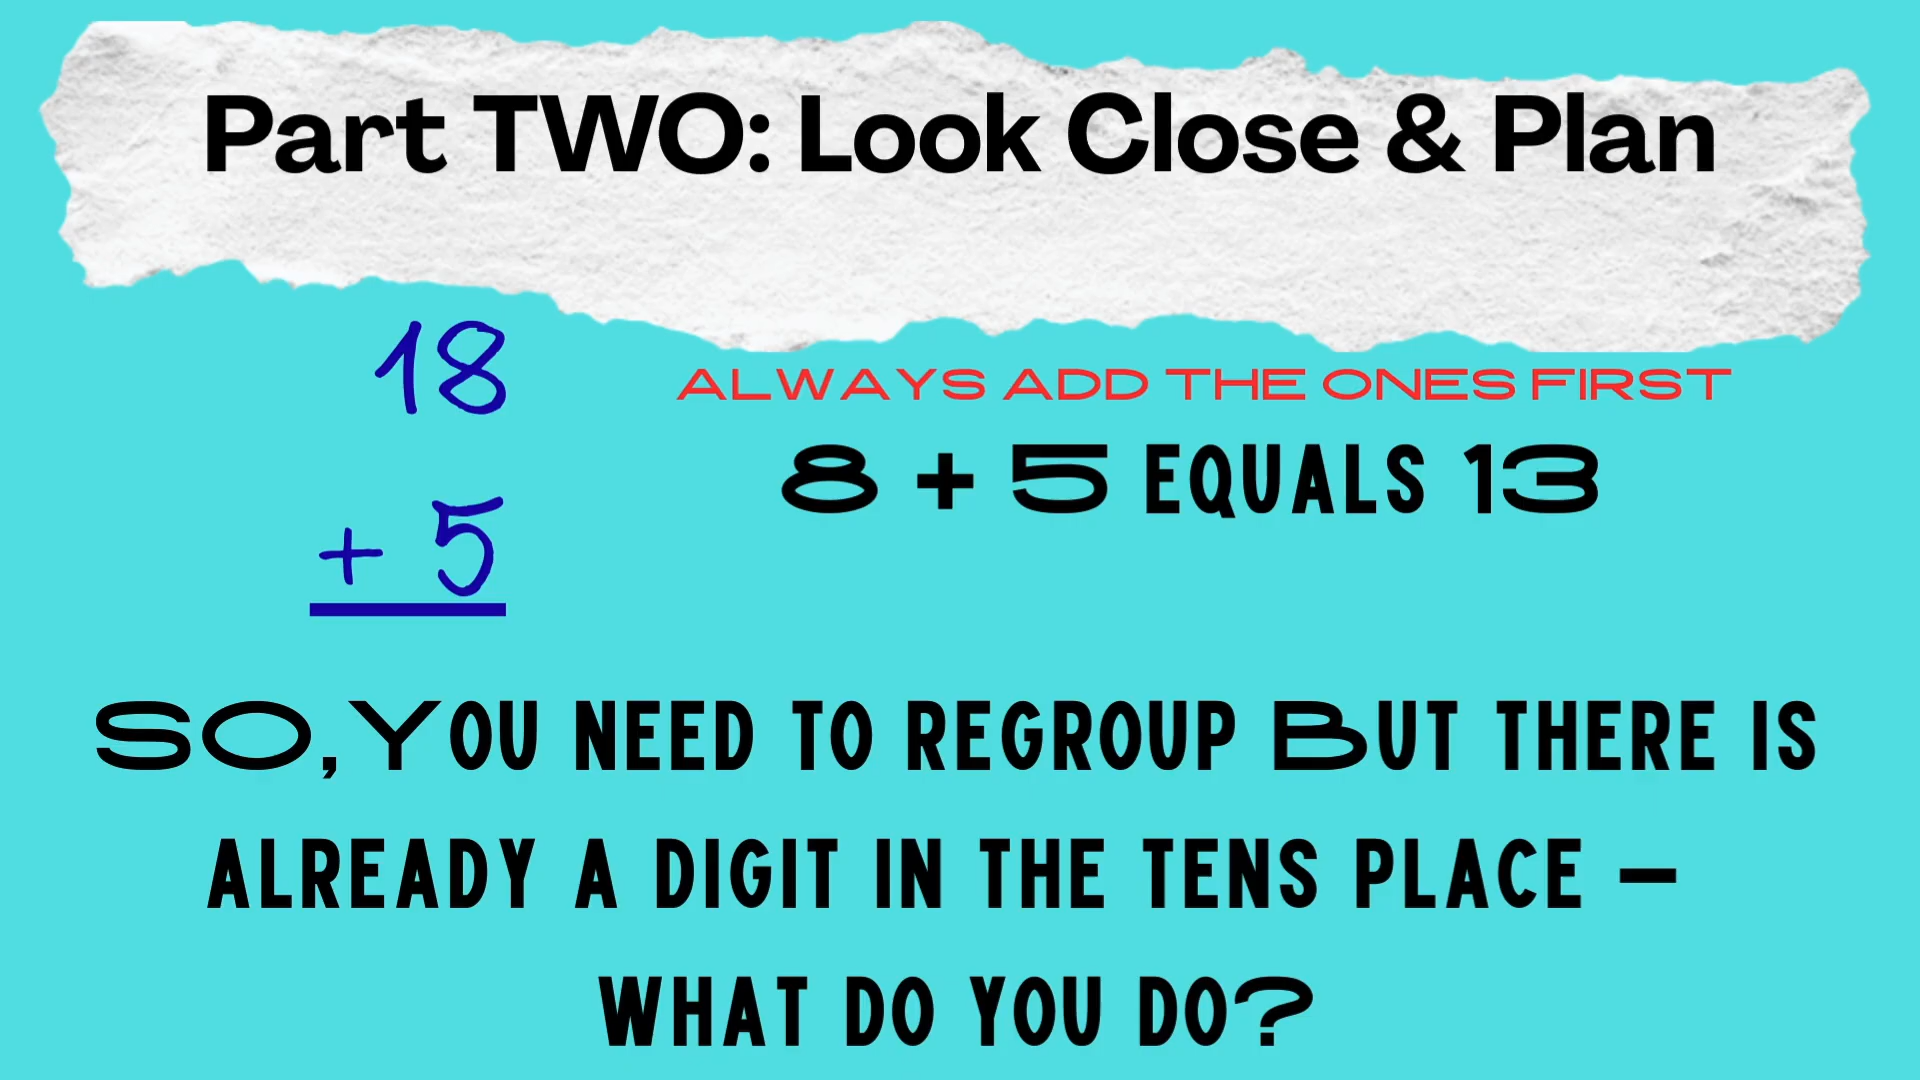 Part TWO: Look Close & Plan
18
ALWAYS ADD THE ONES FIRST
8 + 5 EQUALS 13
+ 5
SO, YOU NEED TO REGROUP BUT THERE IS
ALREADY A DIGIT IN THE TENS PLACE –
WHAT DO YOU DO?